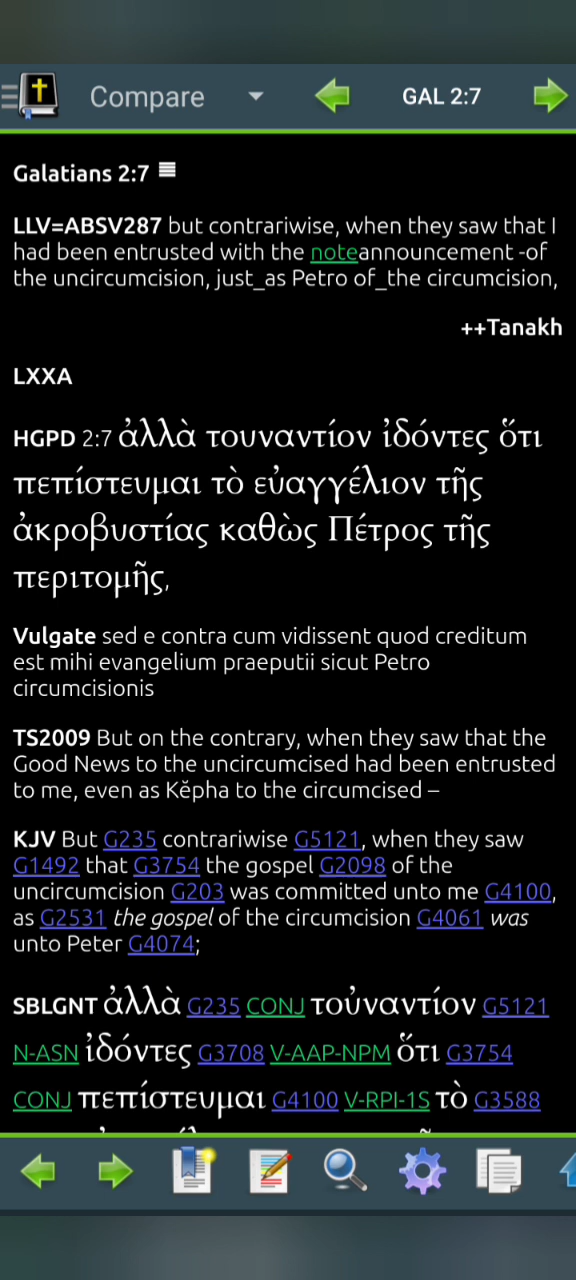 Compare
GAL 2:7
Galatians 2:7
LLV=ABSV287 but contrariwise, when they saw that I
had been entrusted with the noteannouncement -of
the uncircumcision, just_as Petro of_the circumcision,
++Tanakh
LXXA
HGPD 2:7 ἀλλὰ τουναντίον ἰδόντες ὅτι
πεπίστευμαι τὸ εὐαγγέλιον τῆς
ἀκροβυστίας καθὼς Πέτρος τῆς
περιτομῆς,
Vulgate sed e contra cum vidissent quod creditum
est mihi evangelium praeputii sicut Petro
circumcisionis
TS2009 But on the contrary, when they saw that the
Good News to the uncircumcised had been entrusted
to me, even as Kĕpha to the circumcised –
KJV But G235 contrariwise G5121, when they saw
G1492 that G3754 the gospel G2098 of the
uncircumcision G203 was committed unto me G4100,
as G2531 the gospel of the circumcision G4061 was
unto Peter G4074;
SBLGNT ἀλλὰ G235 CONJ τοὐναντίον G5121
N-ASN ἰδόντες G3708 V-AAP-NPM ὅτι G3754
CONJ πεπίστευμαι G4100 V-RPI-1S τὸ G3588